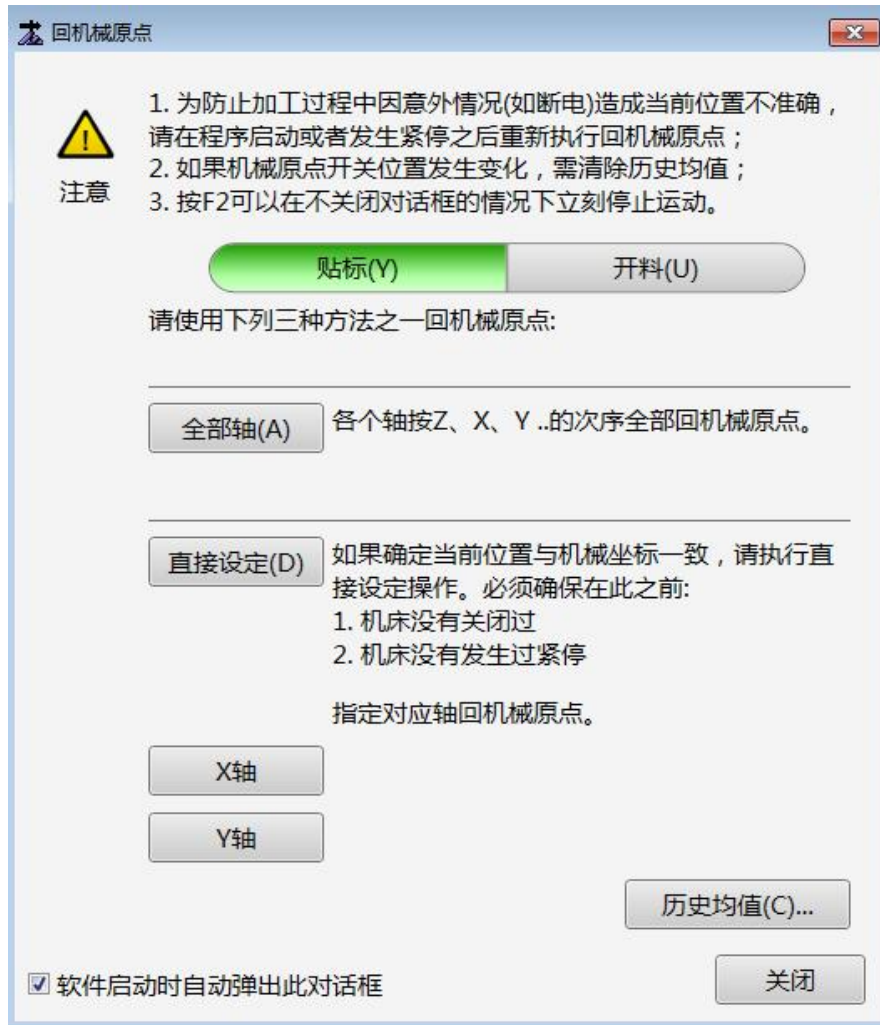 回机械原点
1. 为防止加工过程中因意外情况(如断电)造成当前位置不准确，
请在程序启动或者发生紧停之后重新执行回机械原点；
2. 如果机械原点开关位置发生变化，需清除历史均值；
3. 按F2可以在不关闭对话框的情况下立刻停止运动。
注意
贴标(Y) 开料(U)
请使用下列三种方法之一回机械原点:
全部轴(A) 各个轴按Z、X、Y ..的次序全部回机械原点。
直接设定(D) 如果确定当前位置与机械坐标一致，请执行直
接设定操作。必须确保在此之前:
1. 机床没有关闭过
2. 机床没有发生过紧停
指定对应轴回机械原点。
X轴
Y轴
历史均值(C)...
软件启动时自动弹出此对话框 关闭